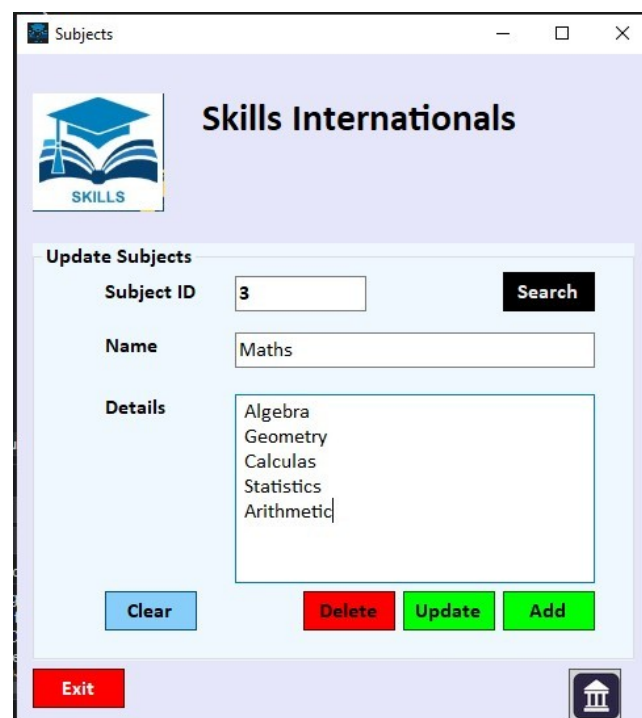 Subjects
Skills Internationals
SKILLS
Update Subjects
Subject ID 3 Search
Name Maths
Details Algebra
Geometry
Calculas
Statistics
Arithmetic
Clear Delete Update Add
Exit